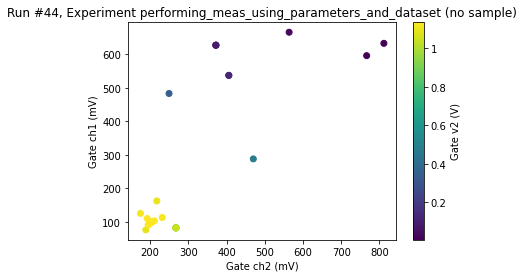 Run #44, Experiment performing_meas_using_parameters_and_dataset (no sample)
Gate ch1 (mV)
600
500
400
300
200
100
200 300 400 500 600 700 800
Gate ch2 (mV)
1
0.8
0.6
0.4
0.2
Gate v2 (V)